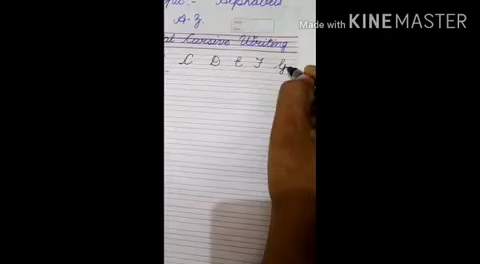 :- Alphabets
A-Z.
Cursive Writing
C D E F G
Made with KINEMASTER